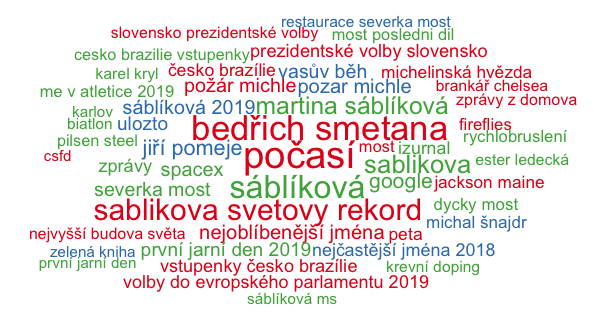 restaurace severka most
slovensko prezidentské volby
most posledni dil
cesko brazilie vstupenky
prezidentské volby slovensko
karel kryl
česko brazílie
vasův běh
michelinská hvězda
me v atletice 2019
požár michle
pozar michle
brankář chelsea
karlov
sáblíková 2019
martina sáblíková
zprávy z domova
biatlon
ulozto
bedřich smetana
fireflies
pilsen steel
jiří pomeje
most
izurnal
rychlobruslení
csfd
zprávy
spacex
počasí
sablikova
ester ledecká
severka most
sáblíková
google
jackson maine
sablikova svetovy rekord
dycky most
michal šnajdr
nejvyšší budova světa
nejoblíbenější jména
peta
zelená kniha
první jarní den 2019
nejčastější jména 2018
první jarní den
vstupenky česko brazílie
krevní doping
volby do evropského parlamentu 2019
sáblíková ms